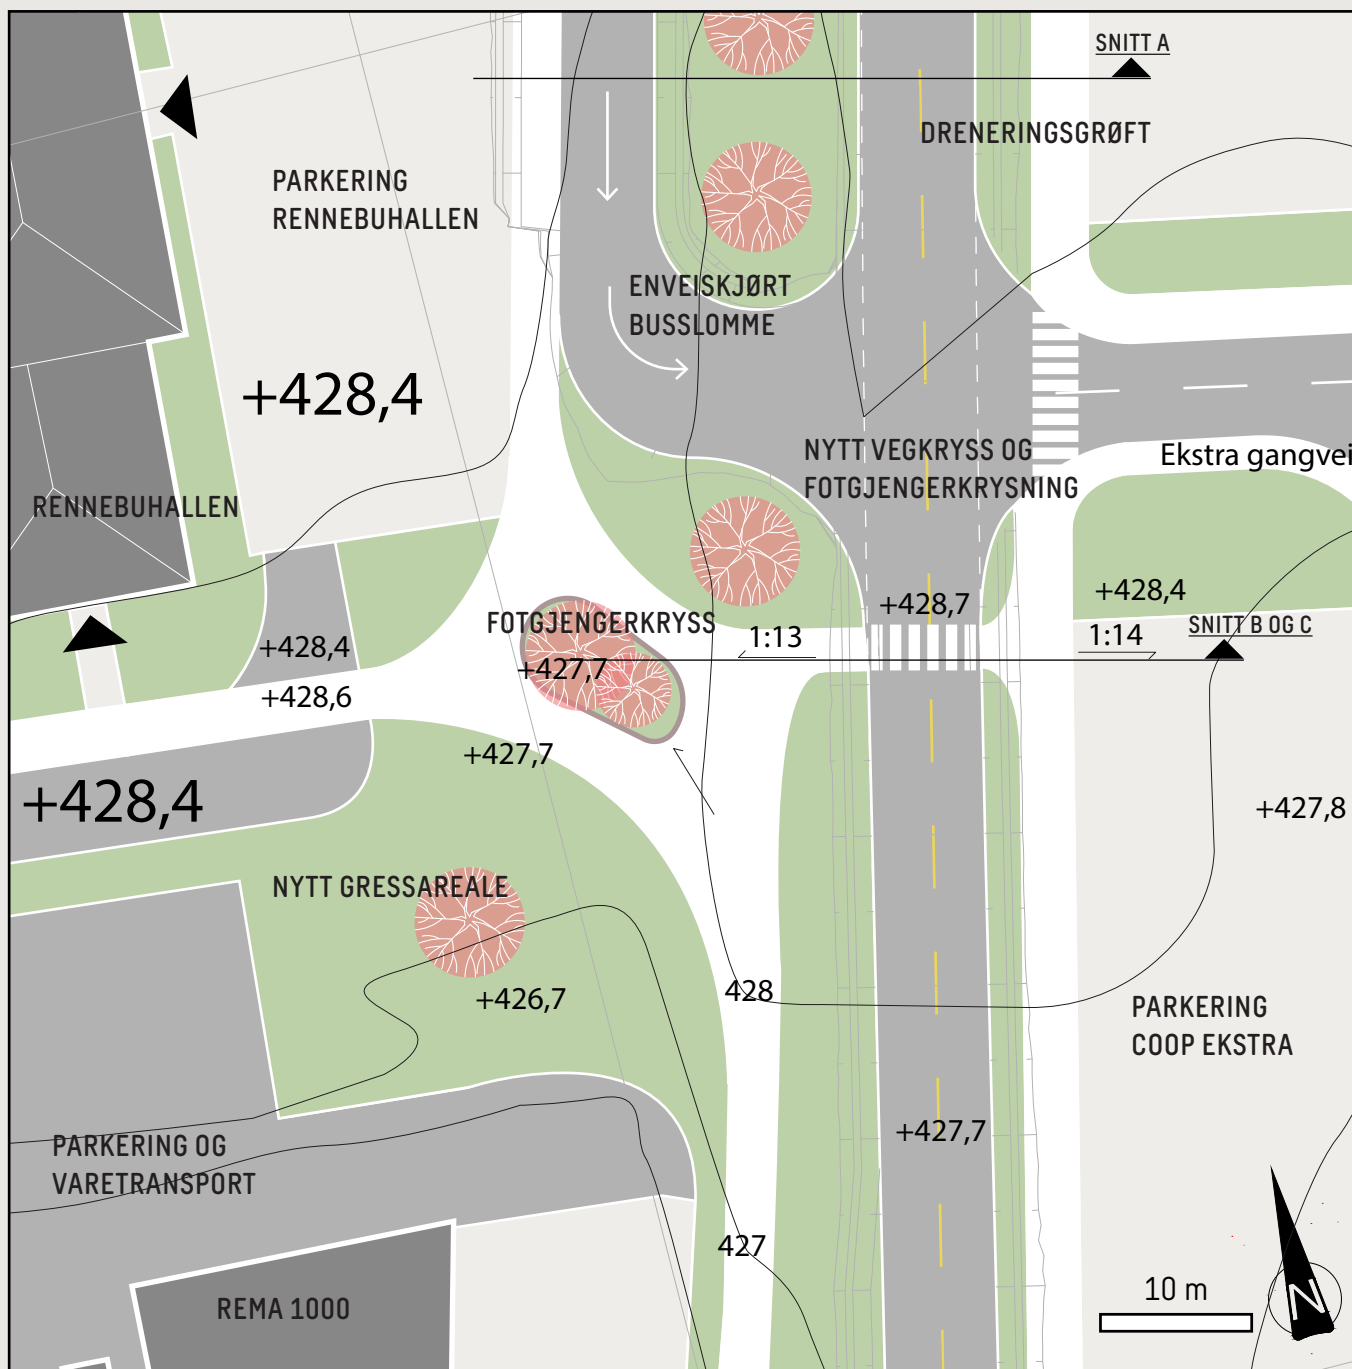 SNITT A
DRENERINGSGRØFT
PARKERING
RENNEBUHALLEN
ENVEISKJØRT
BUSSLOMME
+428,4
NYTT VEGKRYSS OG
FOTGJENGERKRYSNING
Ekstra gangvei
RENNEBUHALLEN
+428,7
+428,4
FOTGJENGERKRYSS
1:13
1:14
SNITT B OG C
+428,4
+427,7
+428,6
+427,7
+428,4
+427,8
NYTT GRESSAREALE
+426,7
428
PARKERING
COOP EKSTRA
+427,7
PARKERING OG
VARETRANSPORT
427
10 m
N
REMA 1000